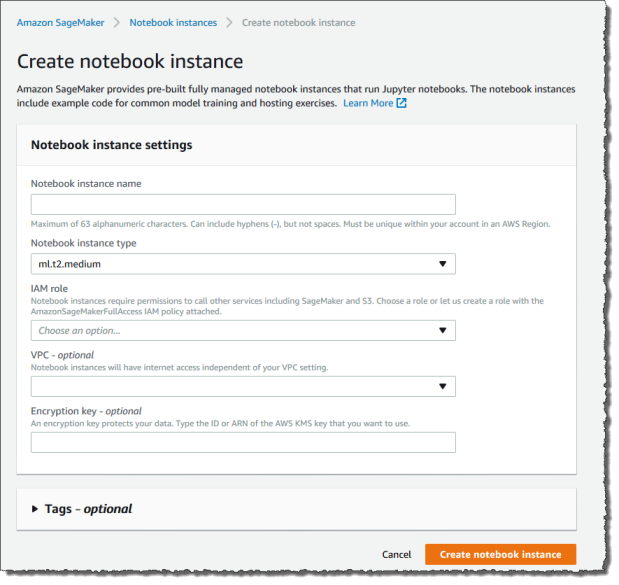 Amazon SageMaker > Notebook instances > Create notebook instance
Create notebook instance
Amazon SageMaker provides pre-built fully managed notebook instances that run Jupyter notebooks. The notebook instances
include example code for common model training and hosting exercises. Learn More
Notebook instance settings
Notebook instance name
Maximum of 63 alphanumeric characters. Can include hyphens (-), but not spaces. Must be unique within your account in an AWS Region.
Notebook instance type
ml.t2.medium
IAM role
Notebook instances require permissions to call other services including SageMaker and S3. Choose a role or let us create a role with the
AmazonSageMakerFullAccess IAM policy attached.
Choose an option...
VPC - optional
Notebook instances will have internet access independent of your VPC setting.
Encryption key - optional
An encryption key protects your data. Type the ID or ARN of the AWS KMS key that you want to use.
Tags - optional
Cancel Create notebook instance